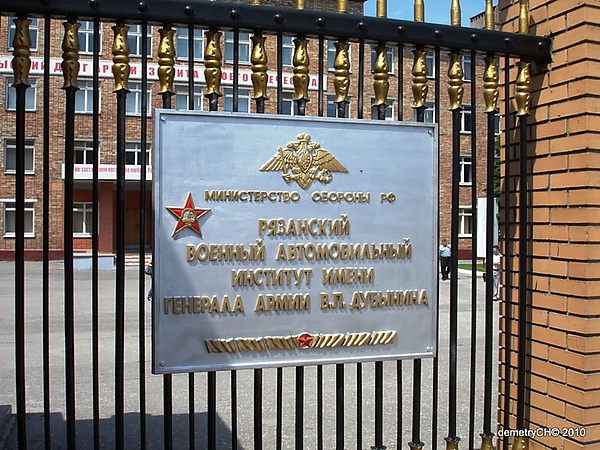 МИНИСТЕРСТВО ОБОРОНЫ РФ
РЯЗАНСКИЙ
ВОЕННЫЙ АВТОМОБИЛЬНЫЙ
ИНСТИТУТ ИМЕНИ
ГЕНЕРАЛА АРМИИ В.П. ДУБЫНИНА
demetryCH© 2010